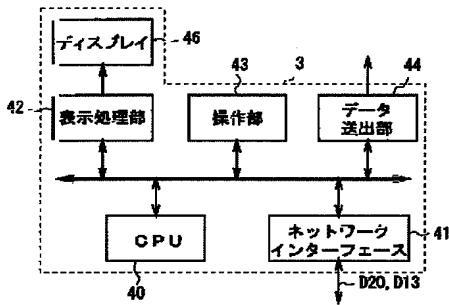 ディスプレイ
46
43
3
44
42
表示処理部
操作部
データ
送出部
CPU
40
ネットワーク
インターフェース
41
D20, D13